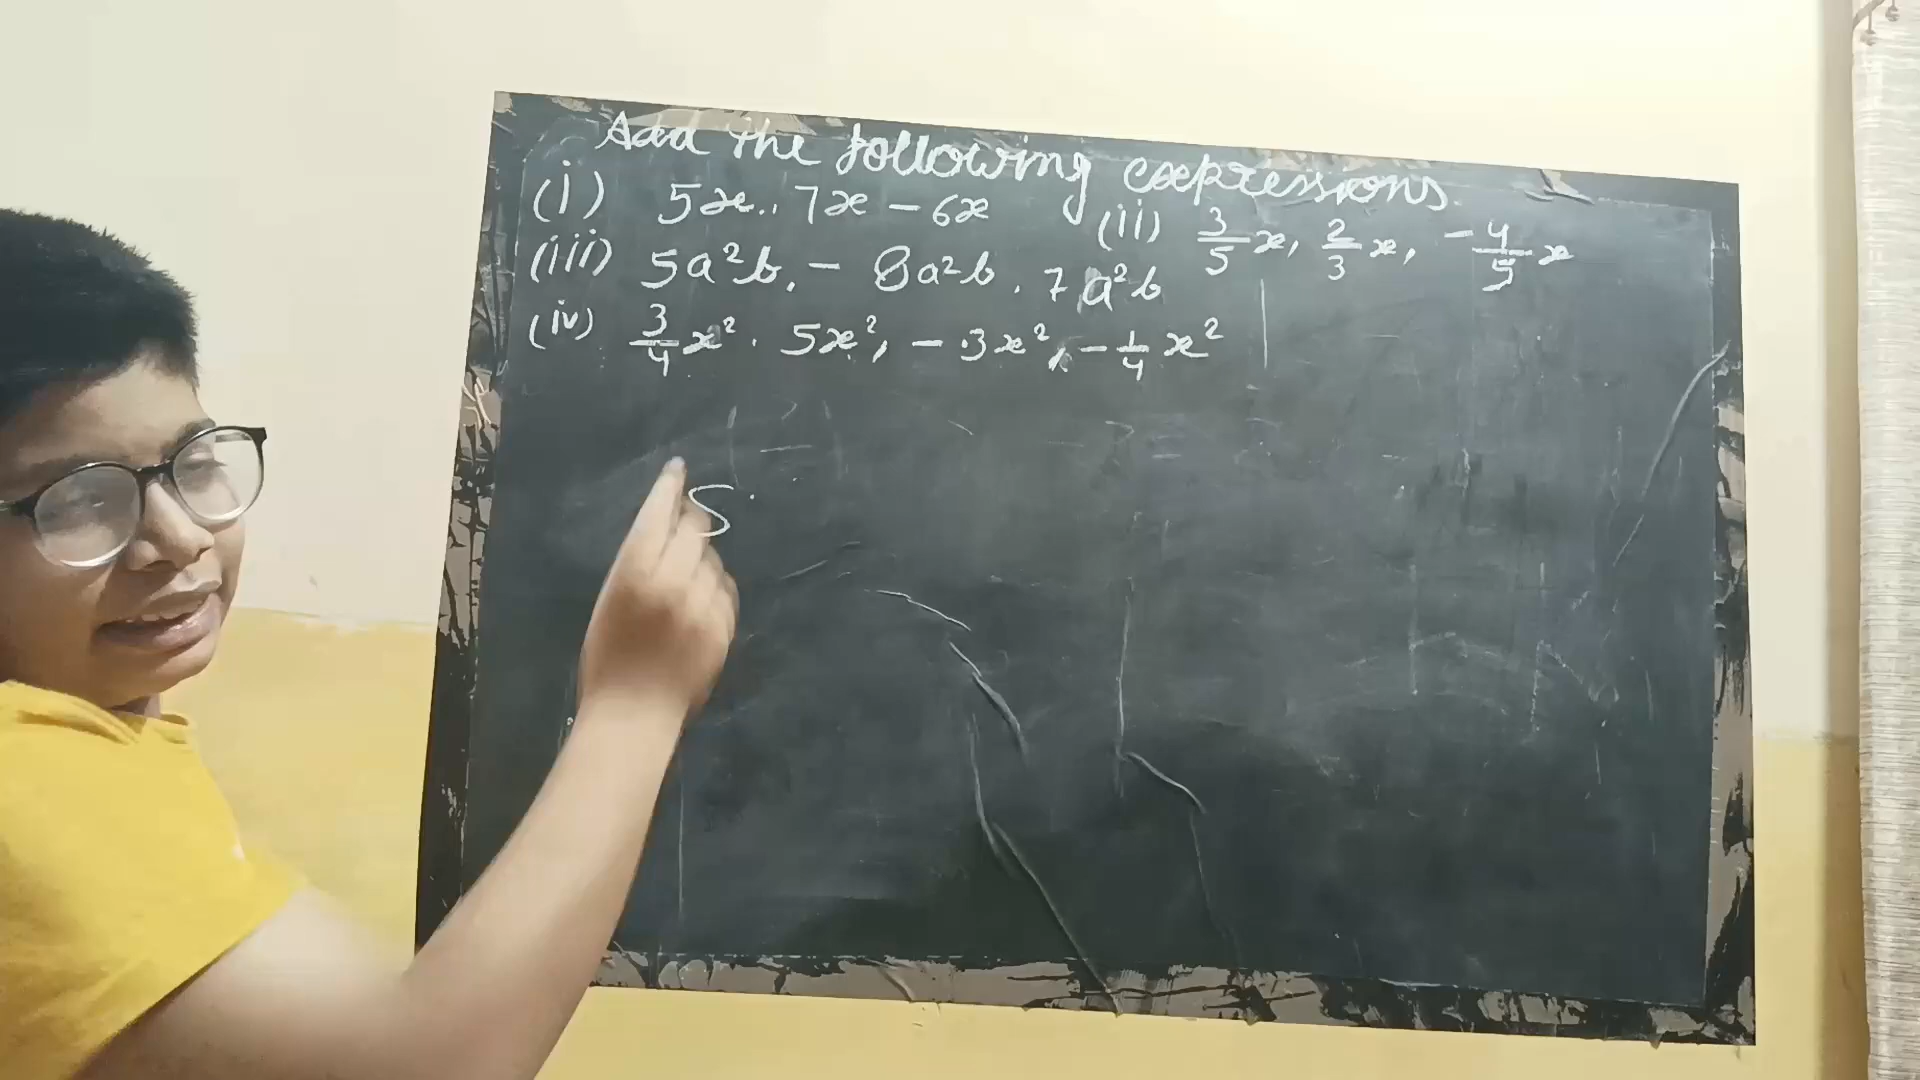 Add the following expressions.
(i) 5x, 7x - 6x (ii) 3/5 x, 2/3 x, - 4/5 x
(iii) 5a²b, - 8a²b, 7a²b
(iv) 3/4 x², 5x², - 3x², - 1/4 x²
5